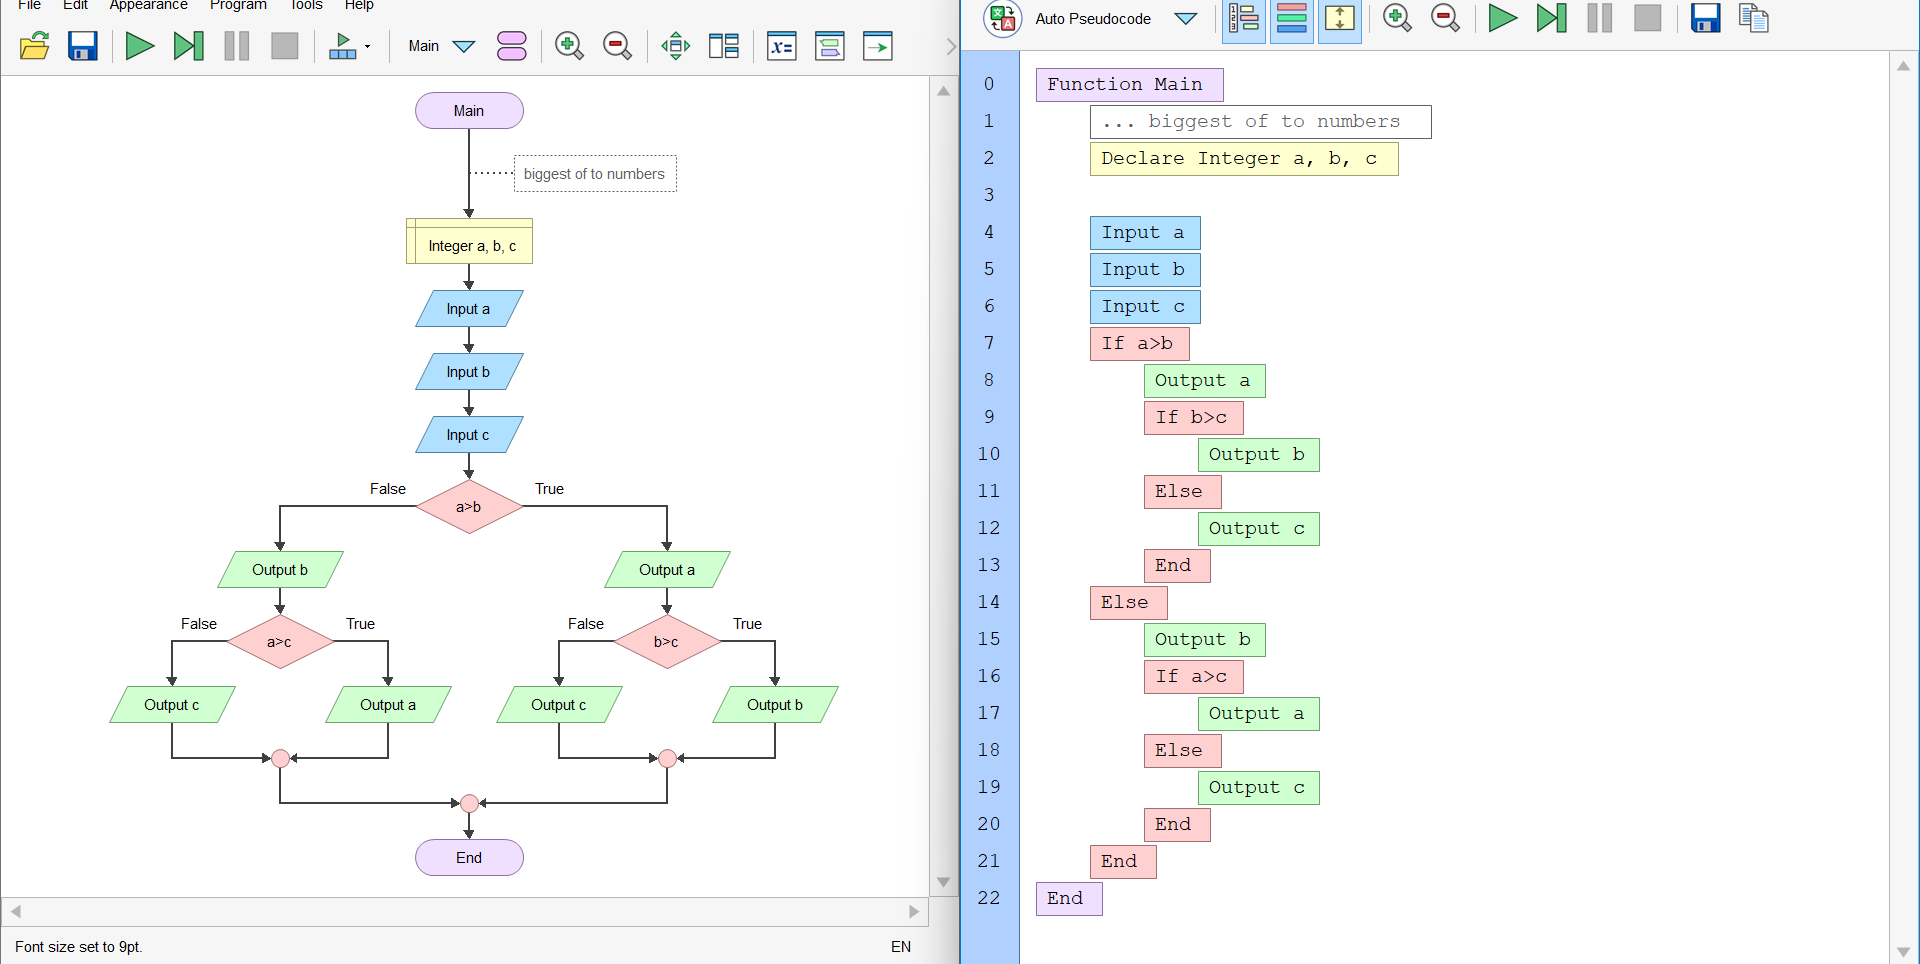 File Edit Appearance Program Tools Help
Main
x=
Main
biggest of to numbers
Integer a, b, c
Input a
Input b
Input c
False
True
a>b
Output b
Output a
False
True
False
True
a>c
b>c
Output c
Output a
Output c
Output b
End
Font size set to 9pt.
EN
Auto Pseudocode
0 Function Main
1 ... biggest of to numbers
2 Declare Integer a, b, c
3
4 Input a
5 Input b
6 Input c
7 If a>b
8 Output a
9 If b>c
10 Output b
11 Else
12 Output c
13 End
14 Else
15 Output b
16 If a>c
17 Output a
18 Else
19 Output c
20 End
21 End
22 End